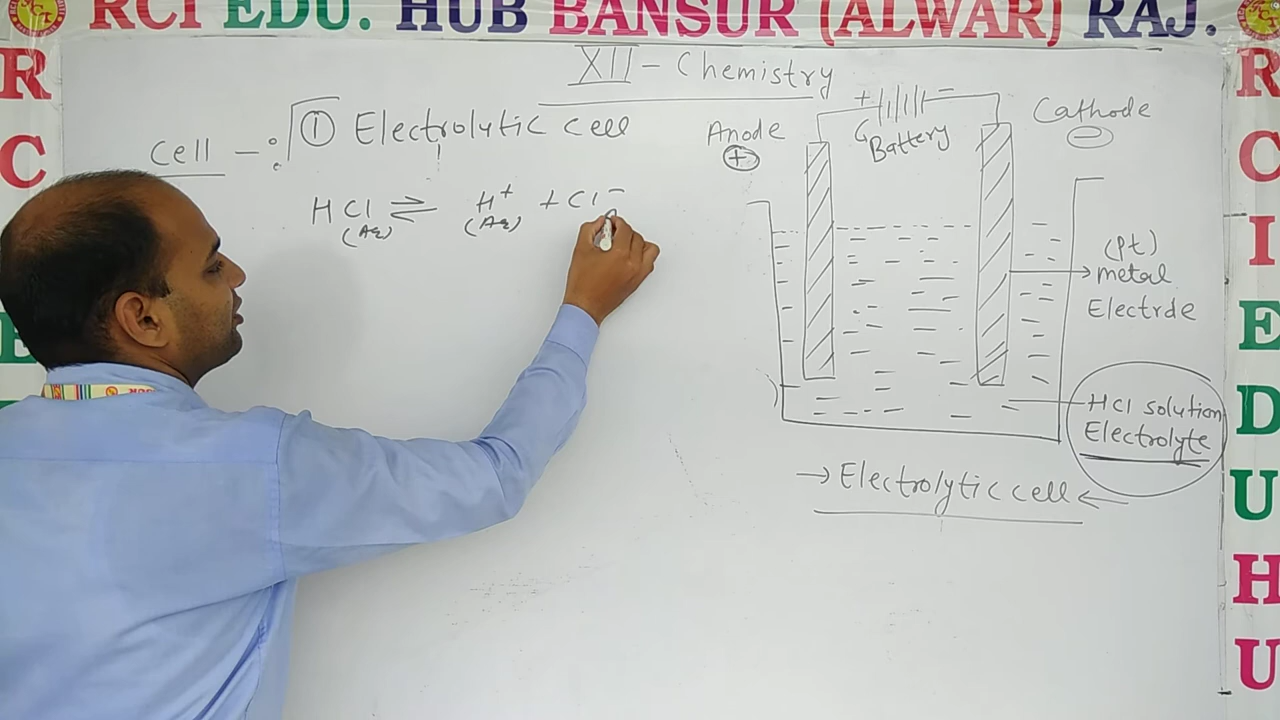 RCI EDU. HUB BANSUR (ALWAR) RAJ.
R
C
E
R
C
I
E
D
U
H
U
XII - Chemistry
Cell - : ① Electrolytic cell
HCl ⇌ H⁺ + Cl⁻
(Aq) (Aq)
Anode
+
+ -
Battery
Cathode
-
(pt)
metal
Electrde
HCl solution
Electrolyte
→ Electrolytic cell ←